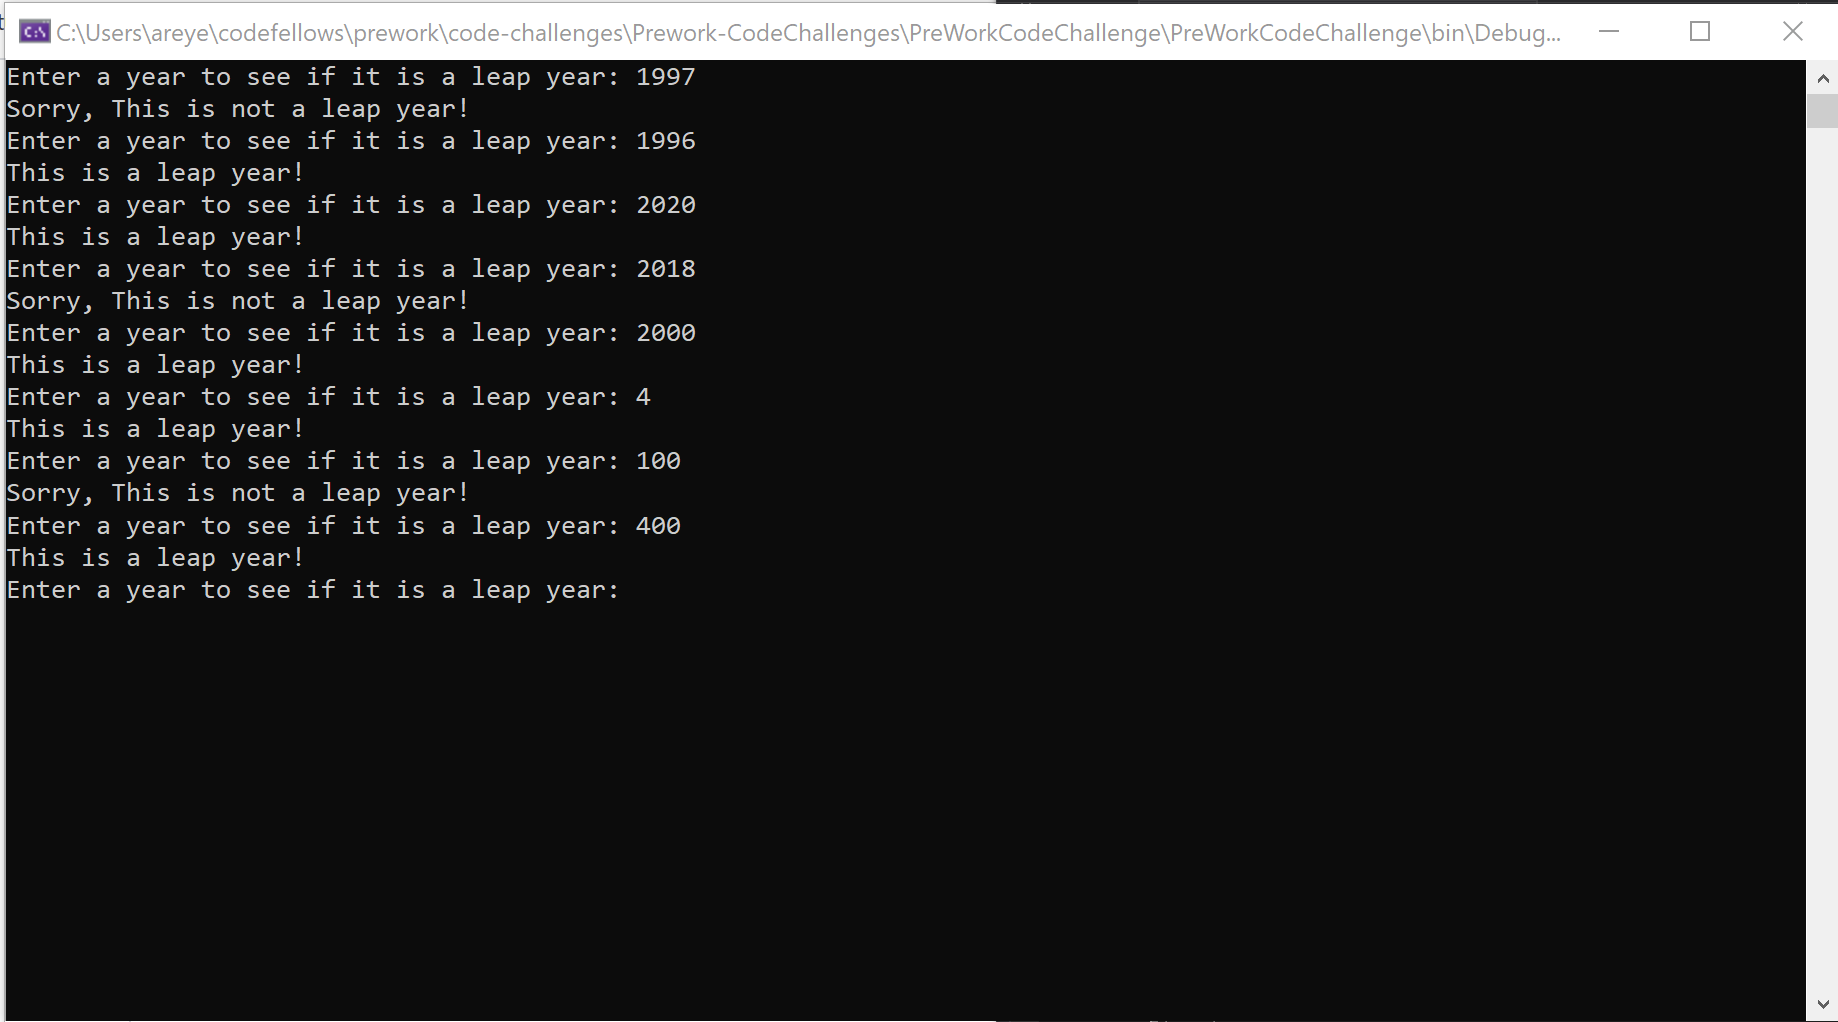 C:\Users\areye\codefellows\prework\code-challenges\Prework-CodeChallenges\PreWorkCodeChallenge\PreWorkCodeChallenge\bin\Debug...
Enter a year to see if it is a leap year: 1997
Sorry, This is not a leap year!
Enter a year to see if it is a leap year: 1996
This is a leap year!
Enter a year to see if it is a leap year: 2020
This is a leap year!
Enter a year to see if it is a leap year: 2018
Sorry, This is not a leap year!
Enter a year to see if it is a leap year: 2000
This is a leap year!
Enter a year to see if it is a leap year: 4
This is a leap year!
Enter a year to see if it is a leap year: 100
Sorry, This is not a leap year!
Enter a year to see if it is a leap year: 400
This is a leap year!
Enter a year to see if it is a leap year: